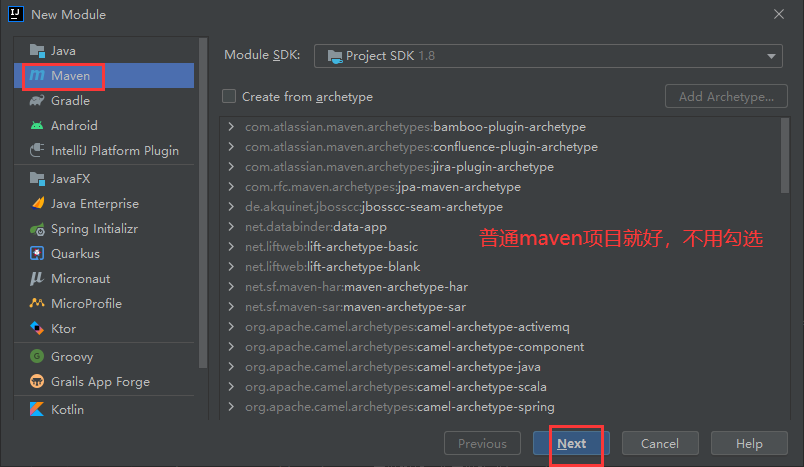 New Module
Java
Maven
Gradle
Android
IntelliJ Platform Plugin
JavaFX
Java Enterprise
Spring Initializr
Quarkus
Micronaut
MicroProfile
Ktor
Groovy
Grails App Forge
Kotlin
Module SDK: Project SDK 1.8
Create from archetype
Add Archetype...
com.atlassian.maven.archetypes:bamboo-plugin-archetype
com.atlassian.maven.archetypes:confluence-plugin-archetype
com.atlassian.maven.archetypes:jira-plugin-archetype
com.rfc.maven.archetypes:jpa-maven-archetype
de.akquinet.jbosscc:jbosscc-seam-archetype
net.databinder:data-app
net.liftweb:lift-archetype-basic
net.liftweb:lift-archetype-blank
net.sf.maven-har:maven-archetype-har
net.sf.maven-sar:maven-archetype-sar
org.apache.camel.archetypes:camel-archetype-activemq
org.apache.camel.archetypes:camel-archetype-component
org.apache.camel.archetypes:camel-archetype-java
org.apache.camel.archetypes:camel-archetype-scala
org.apache.camel.archetypes:camel-archetype-spring
普通maven项目就好，不用勾选
Previous
Next
Cancel
Help